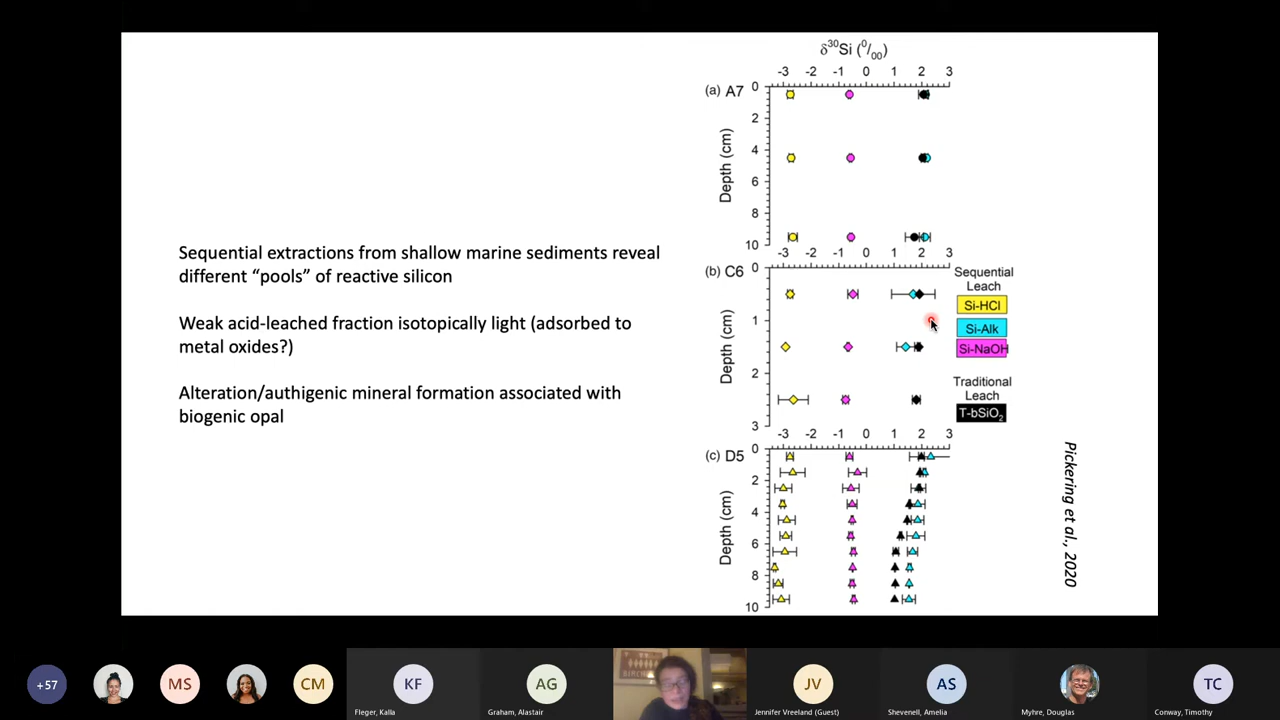 δ³⁰Si (⁰/₀₀)
-3 -2 -1 0 1 2 3
(a) A7
0
2
4
6
8
10
Depth (cm)
-3 -2 -1 0 1 2 3
(b) C6
0
1
2
3
Depth (cm)
-3 -2 -1 0 1 2 3
(c) D5
0
2
4
6
8
10
Depth (cm)
Sequential
Leach
Si-HCl
Si-Alk
Si-NaOH
Traditional
Leach
T-bSiO₂
Pickering et al., 2020
Sequential extractions from shallow marine sediments reveal
different “pools” of reactive silicon
Weak acid-leached fraction isotopically light (adsorbed to
metal oxides?)
Alteration/authigenic mineral formation associated with
biogenic opal
+57
MS
CM
KF
Fleger, Kalla
AG
Graham, Alastair
JV
Jennifer Vreeland (Guest)
AS
Shevenell, Amelia
Myhre, Douglas
TC
Conway, Timothy